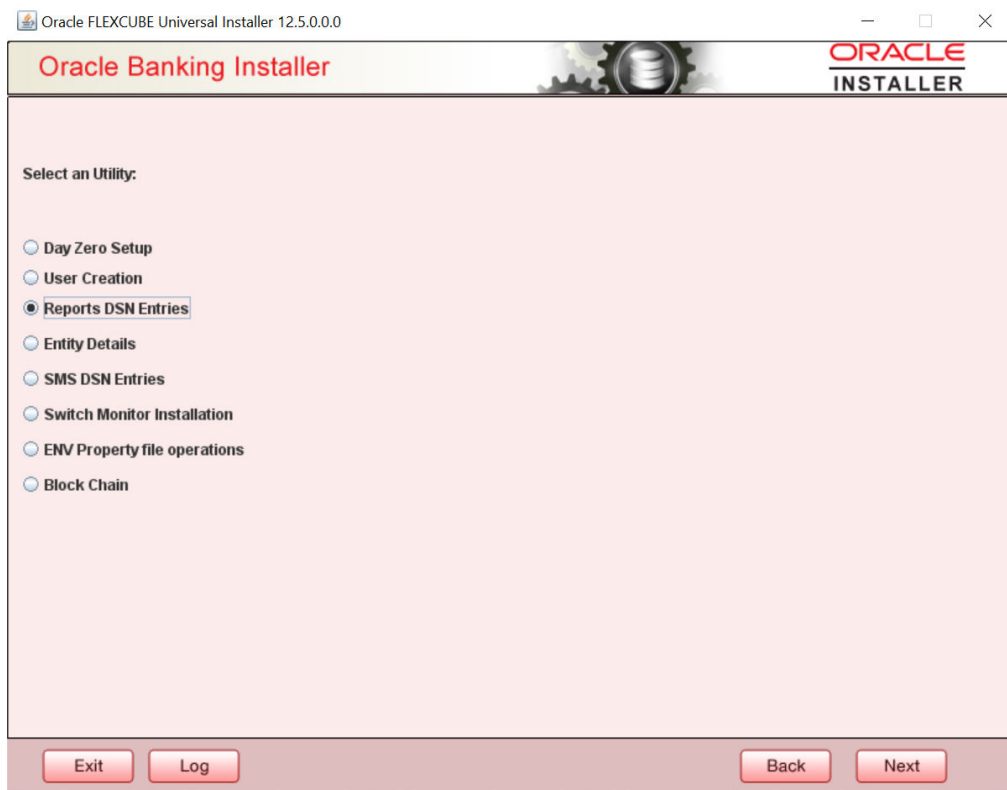 Oracle FLEXCUBE Universal Installer 12.5.0.0.0
Oracle Banking Installer
ORACLE
INSTALLER
Select an Utility:
Day Zero Setup
User Creation
Reports DSN Entries
Entity Details
SMS DSN Entries
Switch Monitor Installation
ENV Property file operations
Block Chain
Exit Log Back Next